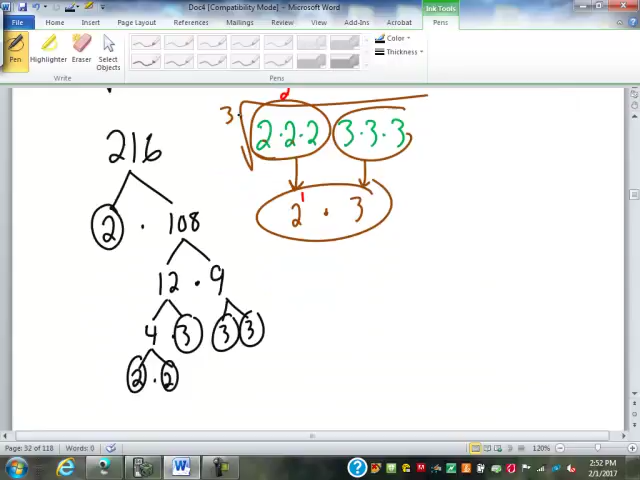 Doc4 [Compatibility Mode] - Microsoft Word
Ink Tools
File Home Insert Page Layout References Mailings Review View Add-Ins Acrobat Pens
Pen Highlighter Eraser Select Objects
Color
Thickness
Write
Pens
d
3
2·2·2 3·3·3
216
2 · 108
2¹ · 3
12 · 9
4 · 3 3 3
2 · 2
Page: 32 of 118 Words: 0 120%
2:52 PM
2/1/2017